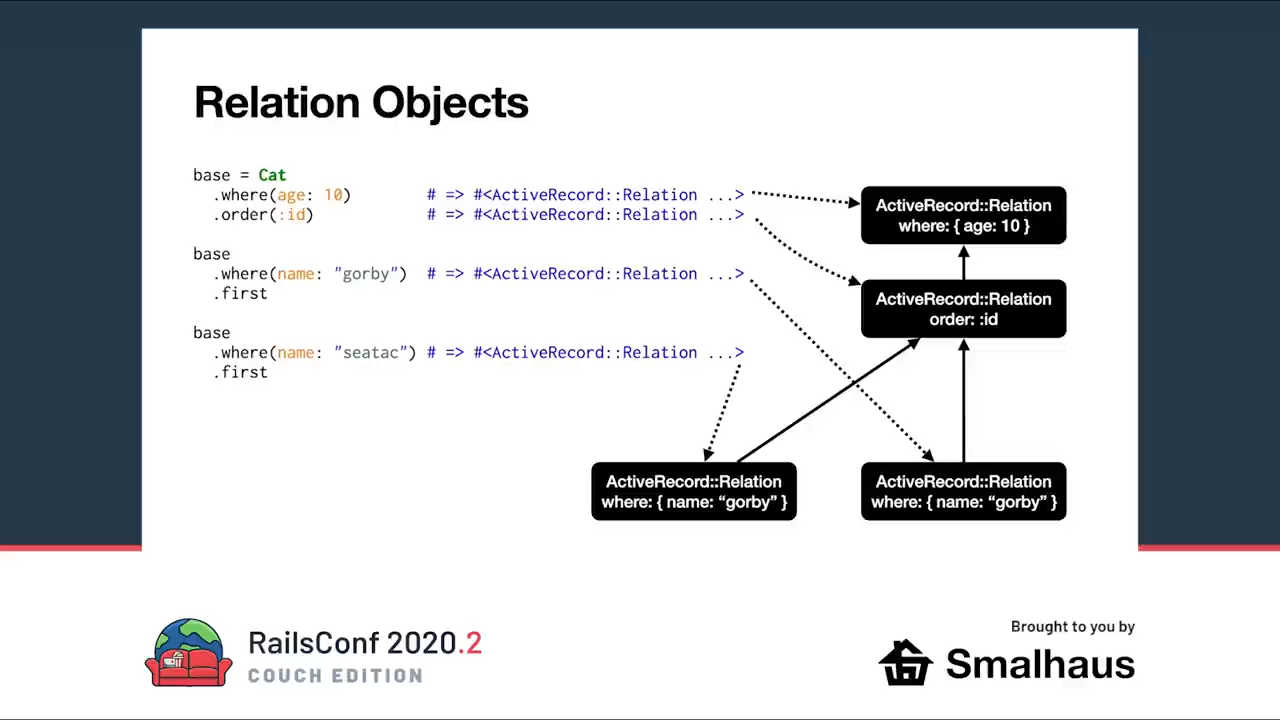 Relation Objects
base = Cat
.where(age: 10) # => #<ActiveRecord::Relation ...>
.order(:id) # => #<ActiveRecord::Relation ...>
base
.where(name: "gorby") # => #<ActiveRecord::Relation ...>
.first
base
.where(name: "seatac") # => #<ActiveRecord::Relation ...>
.first
ActiveRecord::Relation
where: { age: 10 }
ActiveRecord::Relation
order: :id
ActiveRecord::Relation
where: { name: “gorby” }
ActiveRecord::Relation
where: { name: “gorby” }
RailsConf 2020.2
COUCH EDITION
Brought to you by
Smalhaus